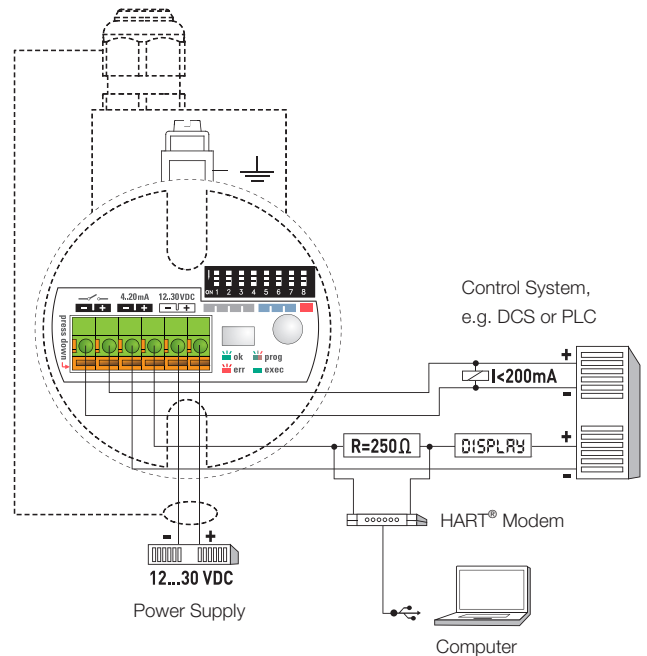 ON 1 2 3 4 5 6 7 8
4..20mA 12..30VDC
- + - + - +
press down
ok prog
err exec
Control System,
e.g. DCS or PLC
+
I<200mA
-
+
R=250Ω DISPLAY
-
HART® Modem
- +
12...30 VDC
Power Supply
Computer